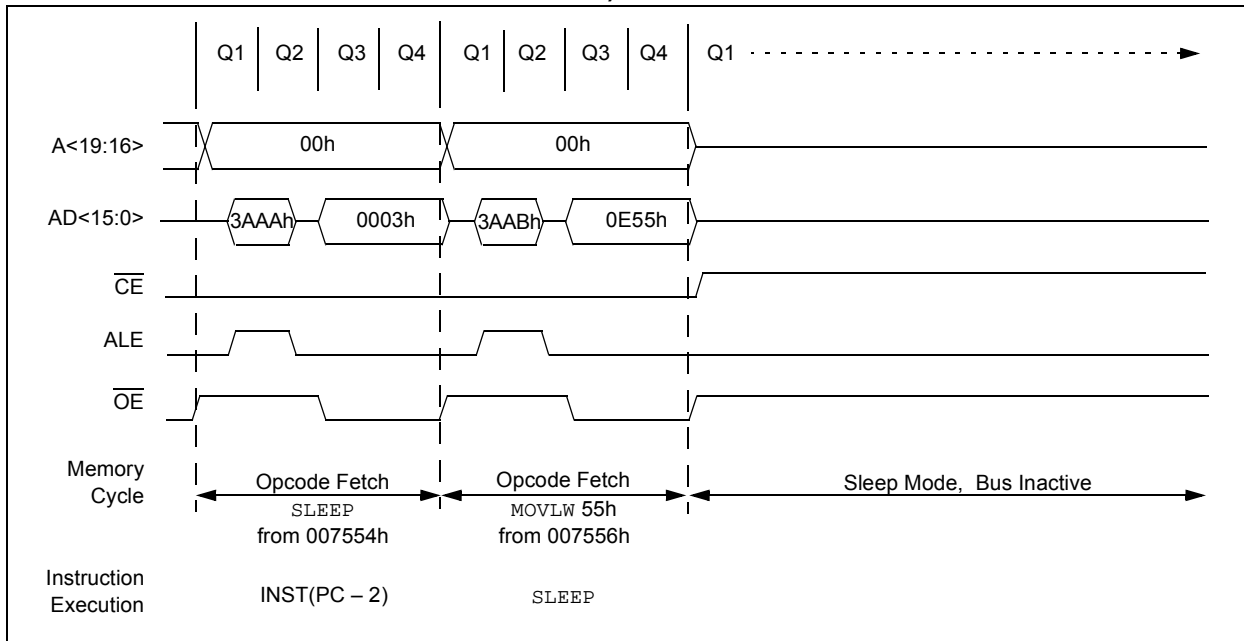 Q1 Q2 Q3 Q4 Q1 Q2 Q3 Q4 Q1
A<19:16> 00h 00h
AD<15:0> 3AAAh 0003h 3AABh 0E55h
CE
ALE
OE
Memory Cycle
Opcode Fetch
SLEEP
from 007554h
Opcode Fetch
MOVLW 55h
from 007556h
Sleep Mode, Bus Inactive
Instruction Execution
INST(PC – 2) SLEEP